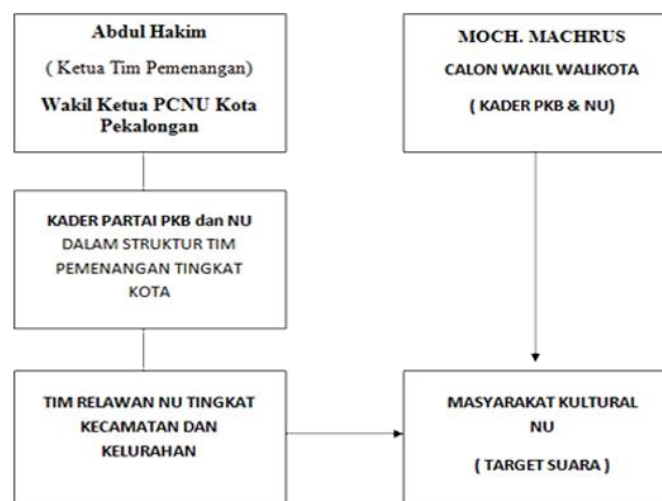 Abdul Hakim
( Ketua Tim Pemenangan)
Wakil Ketua PCNU Kota
Pekalongan
MOCH. MACHRUS
CALON WAKIL WALIKOTA
( KADER PKB & NU)
KADER PARTAI PKB dan NU
DALAM STRUKTUR TIM
PEMENANGAN TINGKAT
KOTA
TIM RELAWAN NU TINGKAT
KECAMATAN DAN
KELURAHAN
MASYARAKAT KULTURAL
NU
( TARGET SUARA )